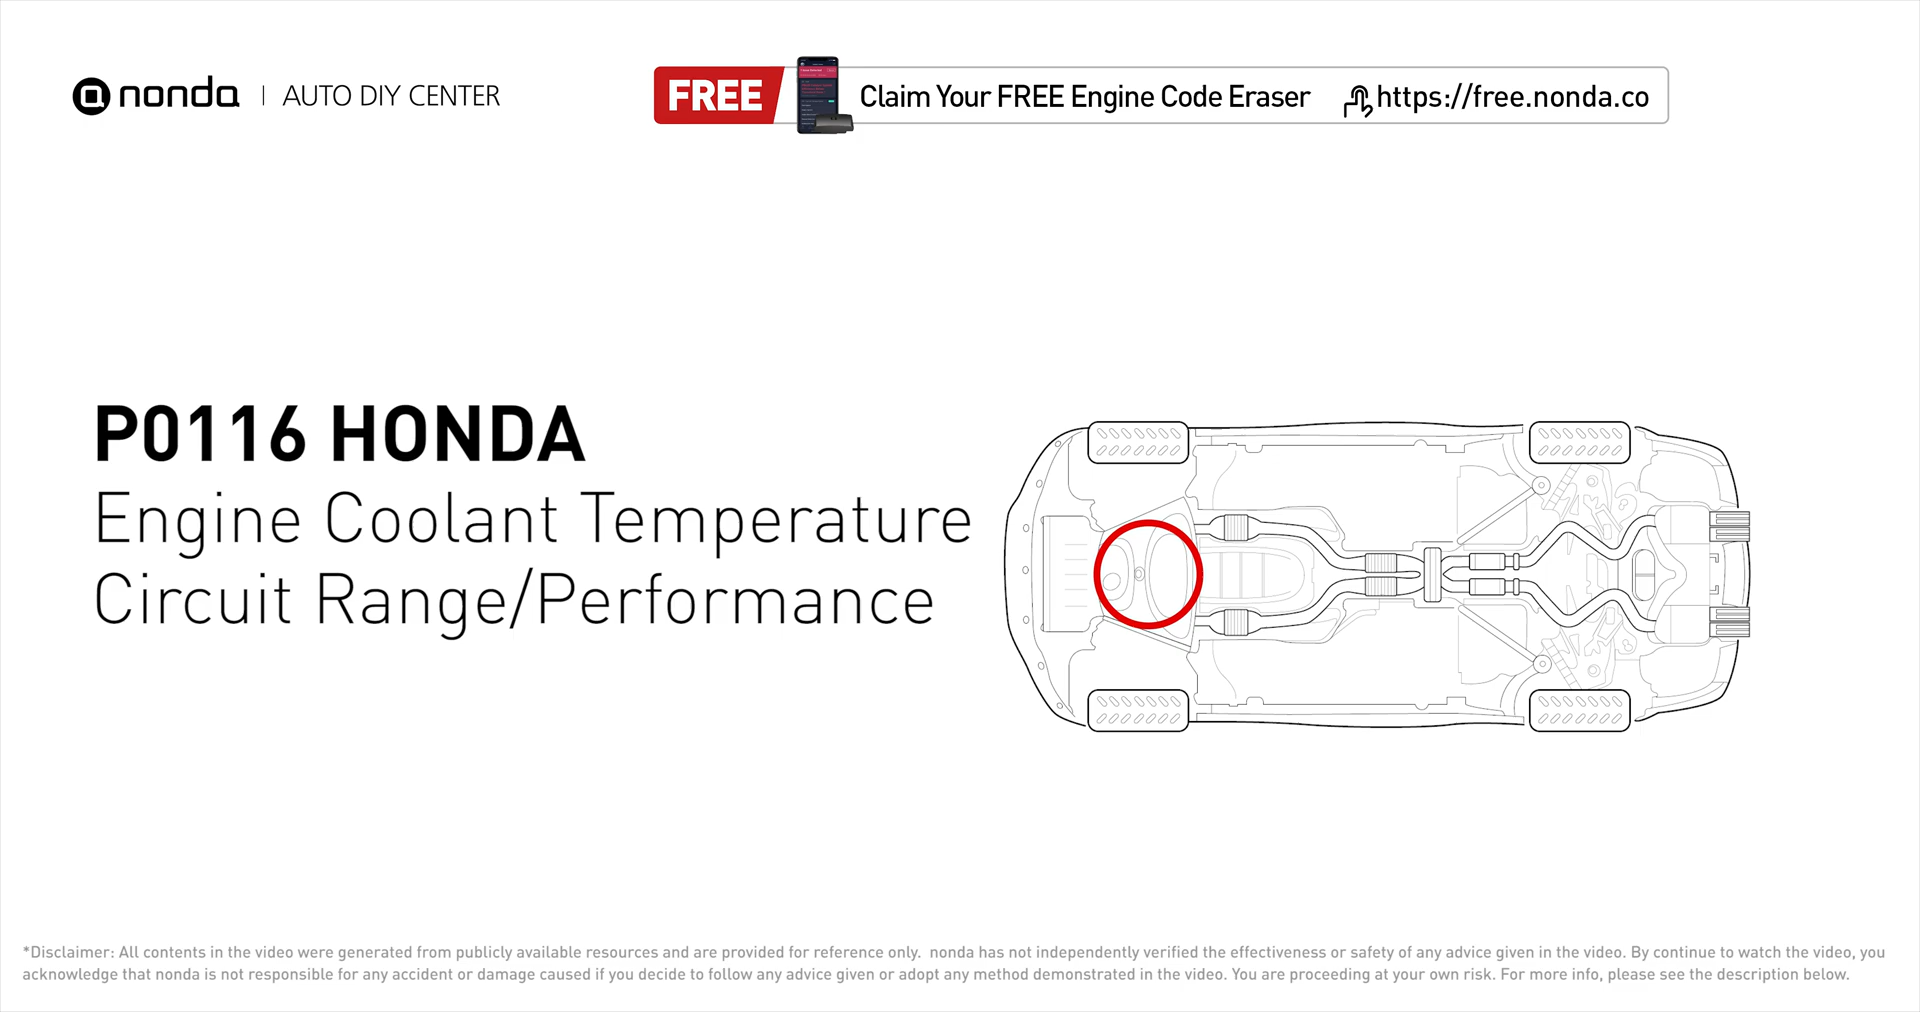 nonda | AUTO DIY CENTER
FREE Claim Your FREE Engine Code Eraser https://free.nonda.co
P0116 HONDA
Engine Coolant Temperature
Circuit Range/Performance
*Disclaimer: All contents in the video were generated from publicly available resources and are provided for reference only. nonda has not independently verified the effectiveness or safety of any advice given in the video. By continue to watch the video, you
acknowledge that nonda is not responsible for any accident or damage caused if you decide to follow any advice given or adopt any method demonstrated in the video. You are proceeding at your own risk. For more info, please see the description below.